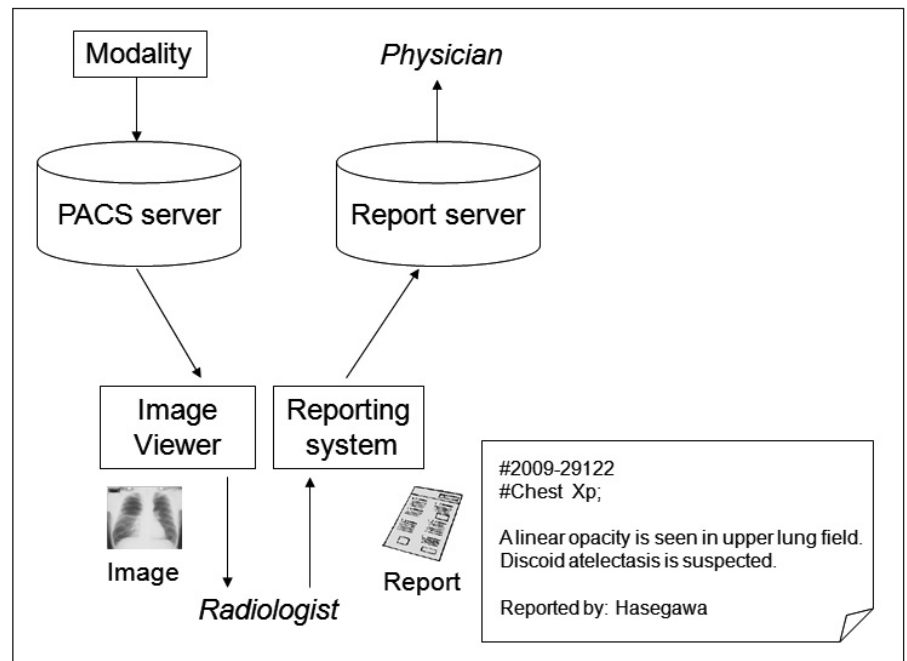 Modality
Physician
PACS server
Report server
Image
Viewer
Reporting
system
Image
Report
Radiologist
#2009-29122
#Chest Xp;
A linear opacity is seen in upper lung field.
Discoid atelectasis is suspected.
Reported by: Hasegawa